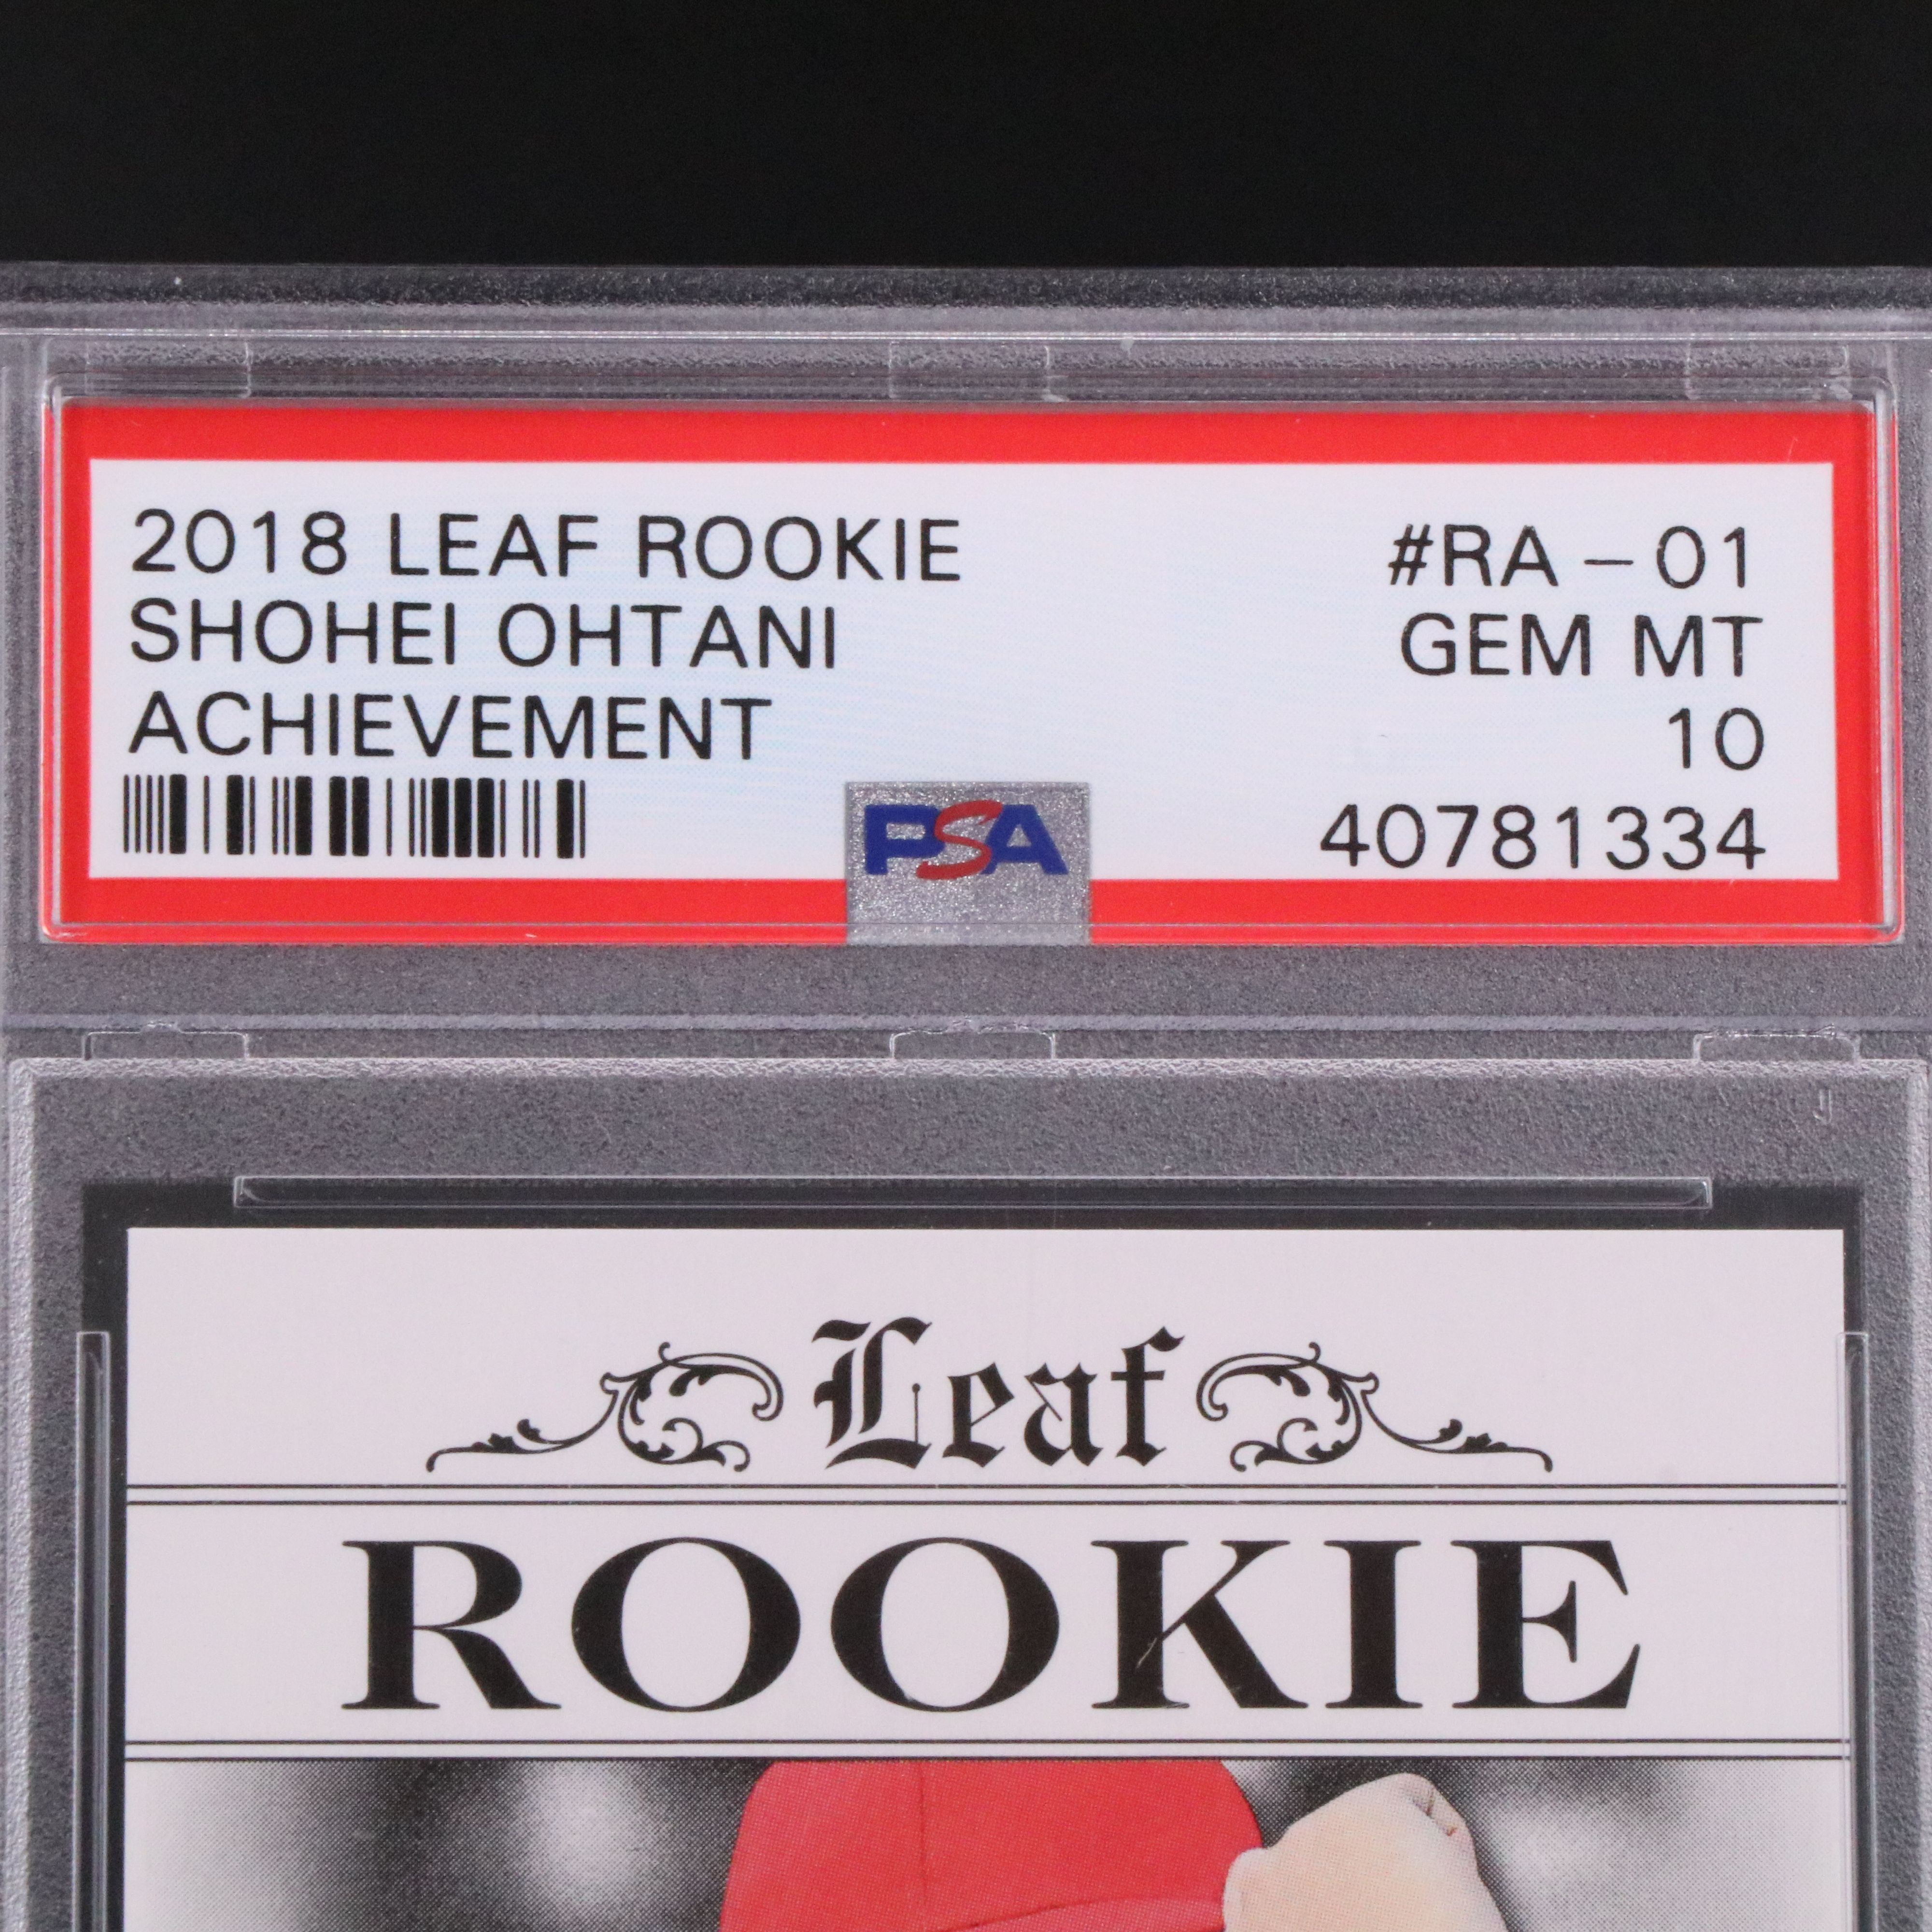 2018 LEAF ROOKIE #RA-01
SHOHEI OHTANI GEM MT
ACHIEVEMENT 10
PSA 40781334
Leaf
ROOKIE